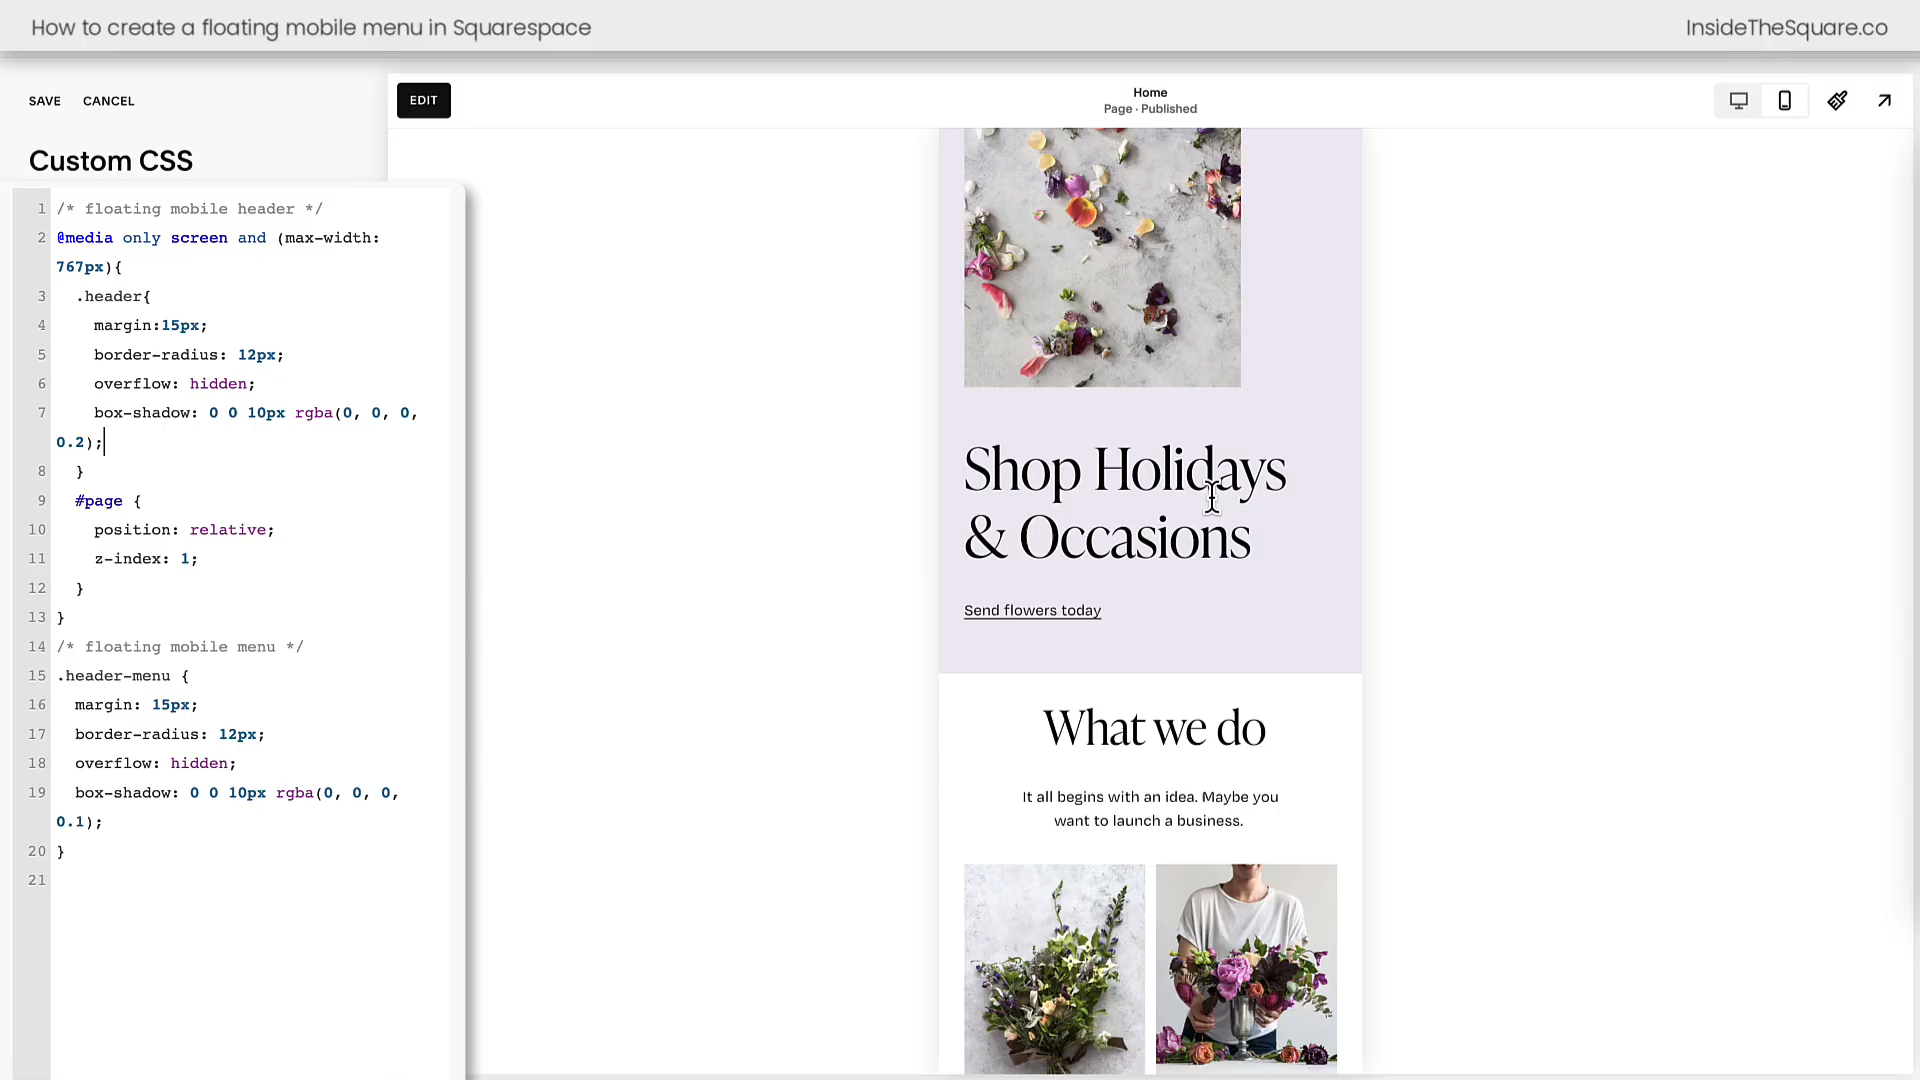 How to create a floating mobile menu in Squarespace
InsideTheSquare.co
SAVE CANCEL
EDIT
Home
Page · Published
Custom CSS
1 /* floating mobile header */
2 @media only screen and (max-width:
767px){
3 .header{
4 margin:15px;
5 border-radius: 12px;
6 overflow: hidden;
7 box-shadow: 0 0 10px rgba(0, 0, 0,
0.2);
8 }
9 #page {
10 position: relative;
11 z-index: 1;
12 }
13 }
14 /* floating mobile menu */
15 .header-menu {
16 margin: 15px;
17 border-radius: 12px;
18 overflow: hidden;
19 box-shadow: 0 0 10px rgba(0, 0, 0,
0.1);
20 }
21
Shop Holidays
& Occasions
Send flowers today
What we do
It all begins with an idea. Maybe you
want to launch a business.